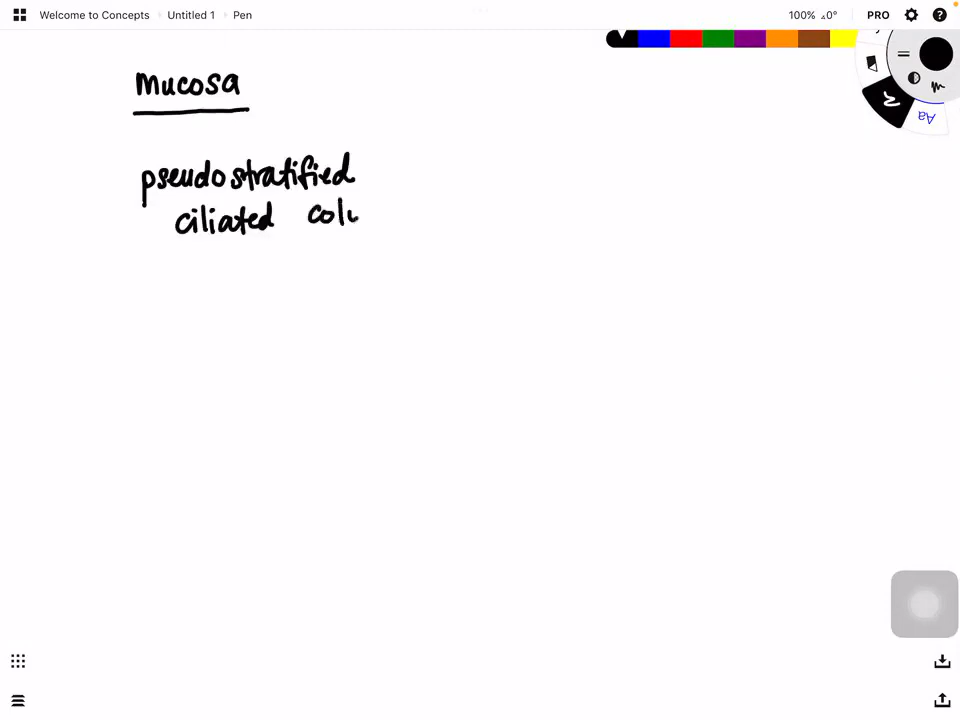 Welcome to Concepts › Untitled 1 › Pen 100% 0° PRO
Aa
Mucosa
pseudostratified
ciliated colu